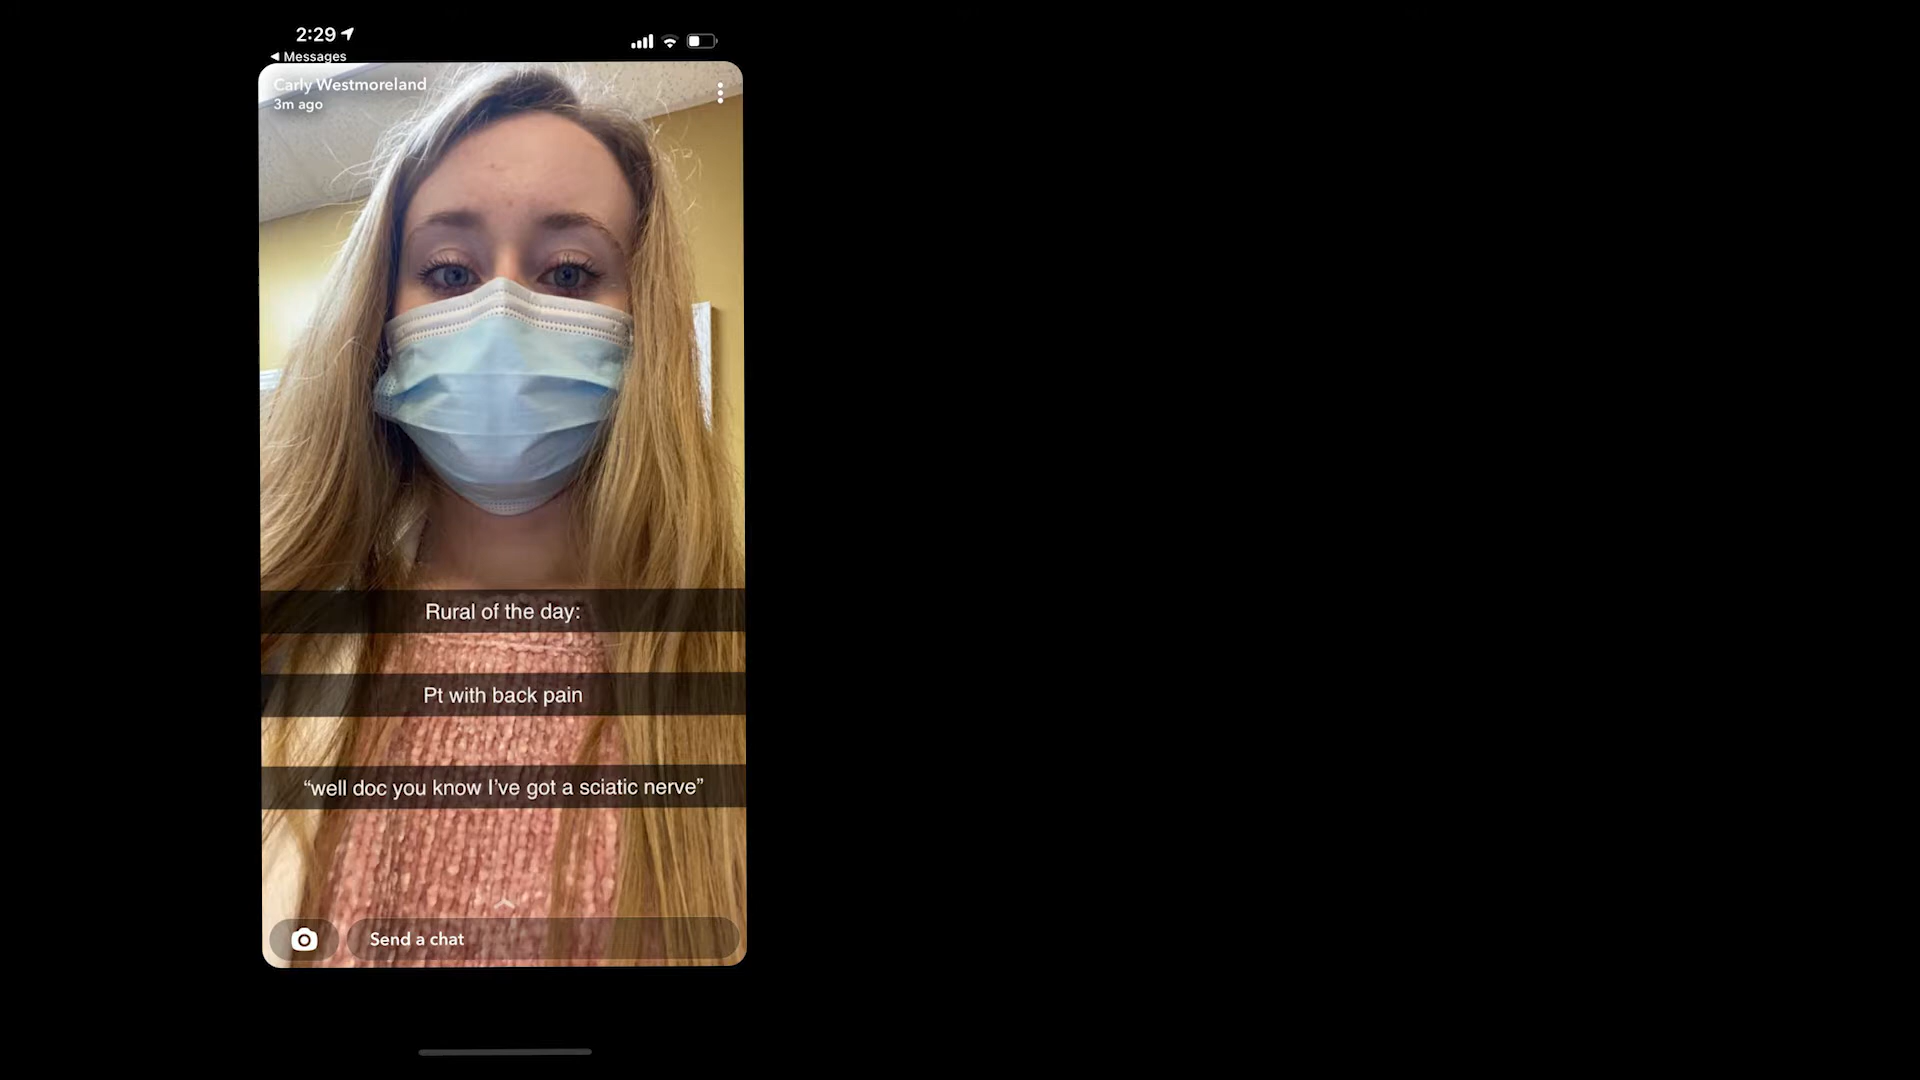 2:29
Messages
Carly Westmoreland
3m ago
Rural of the day:
Pt with back pain
“well doc you know I’ve got a sciatic nerve”
Send a chat